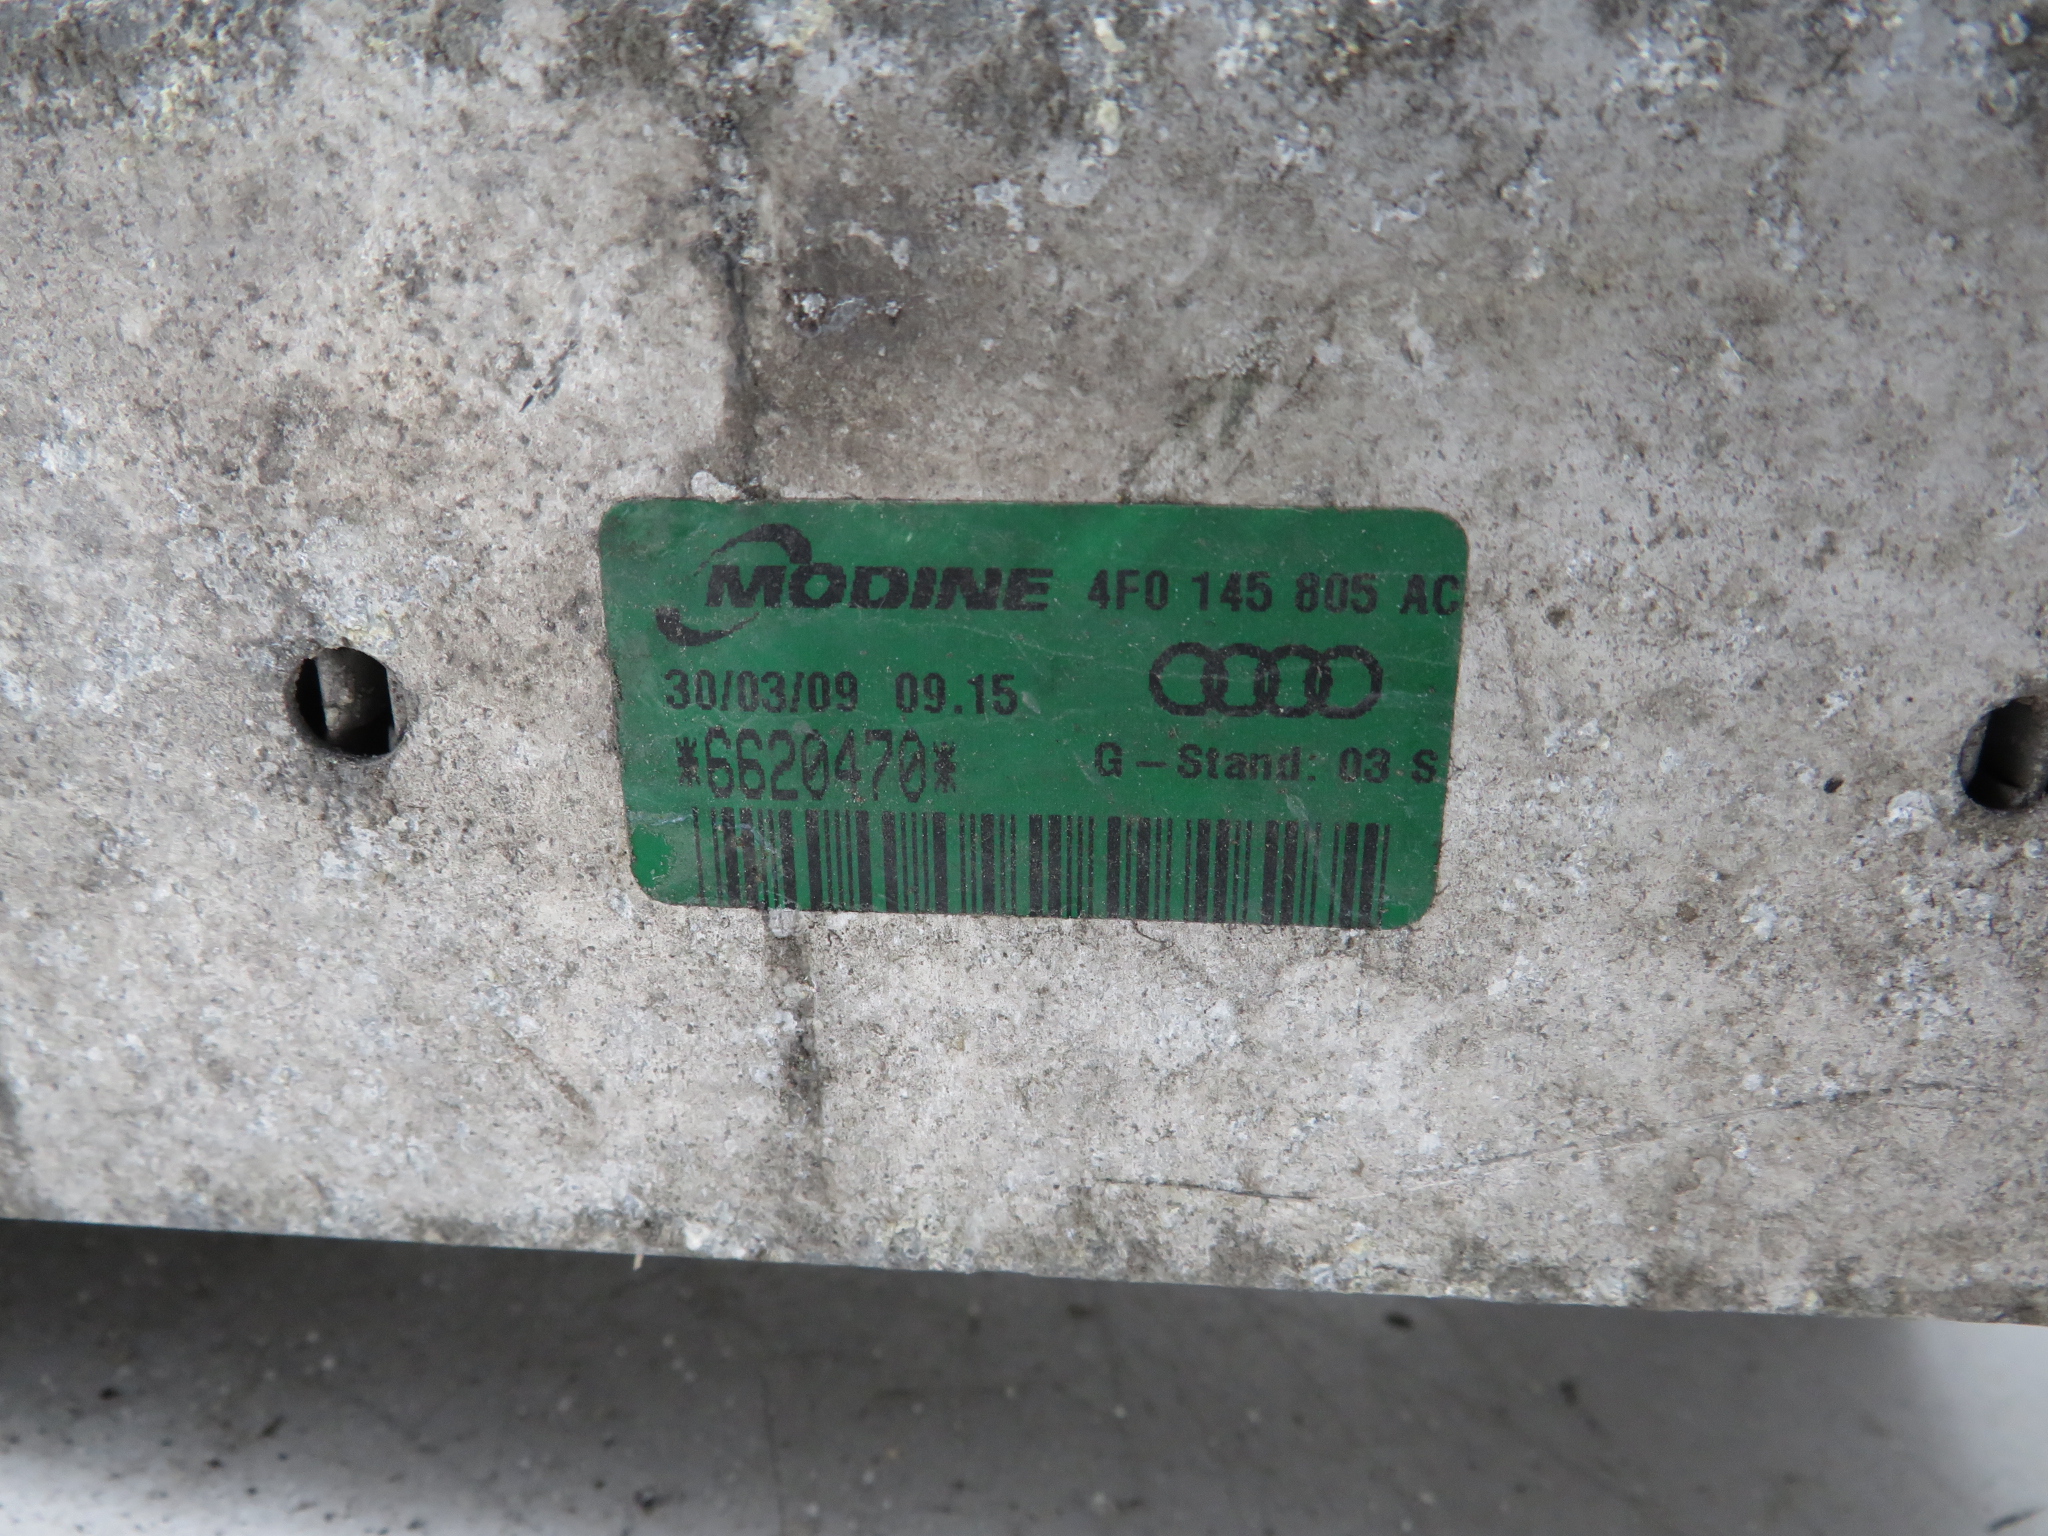 MODINE 4F0 145 805 AC
30/03/09 09.15
*6620470* G-Stand: 03 S